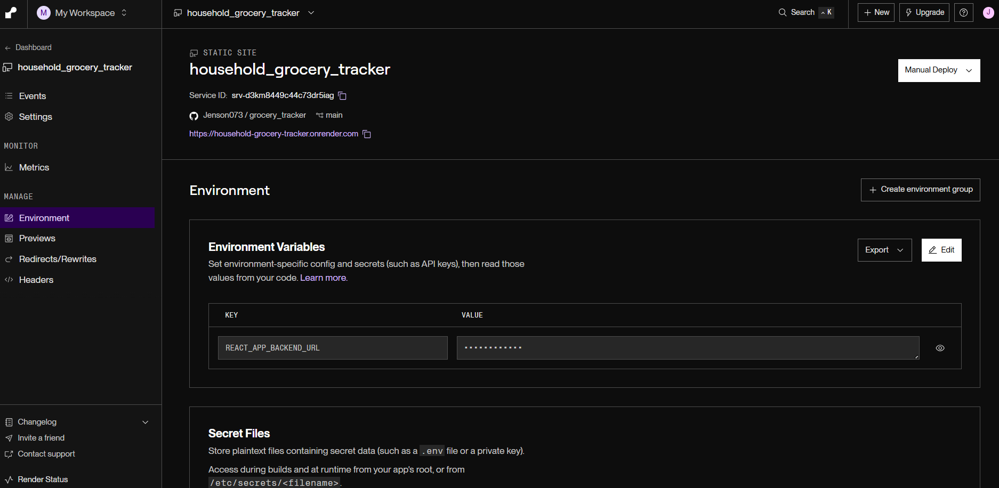 M My Workspace
household_grocery_tracker
Search ^ K
+ New
Upgrade
J
← Dashboard
household_grocery_tracker
Events
Settings
MONITOR
Metrics
MANAGE
Environment
Previews
Redirects/Rewrites
Headers
Changelog
Invite a friend
Contact support
Render Status
STATIC SITE
household_grocery_tracker
Manual Deploy
Service ID: srv-d3km8449c44c73dr5iag
Jenson073 / grocery_tracker main
https://household-grocery-tracker.onrender.com
Environment
+ Create environment group
Environment Variables
Export
Edit
Set environment-specific config and secrets (such as API keys), then read those
values from your code. Learn more.
KEY VALUE
REACT_APP_BACKEND_URL ••••••••••••
Secret Files
Store plaintext files containing secret data (such as a .env file or a private key).
Access during builds and at runtime from your app's root, or from
/etc/secrets/<filename>.